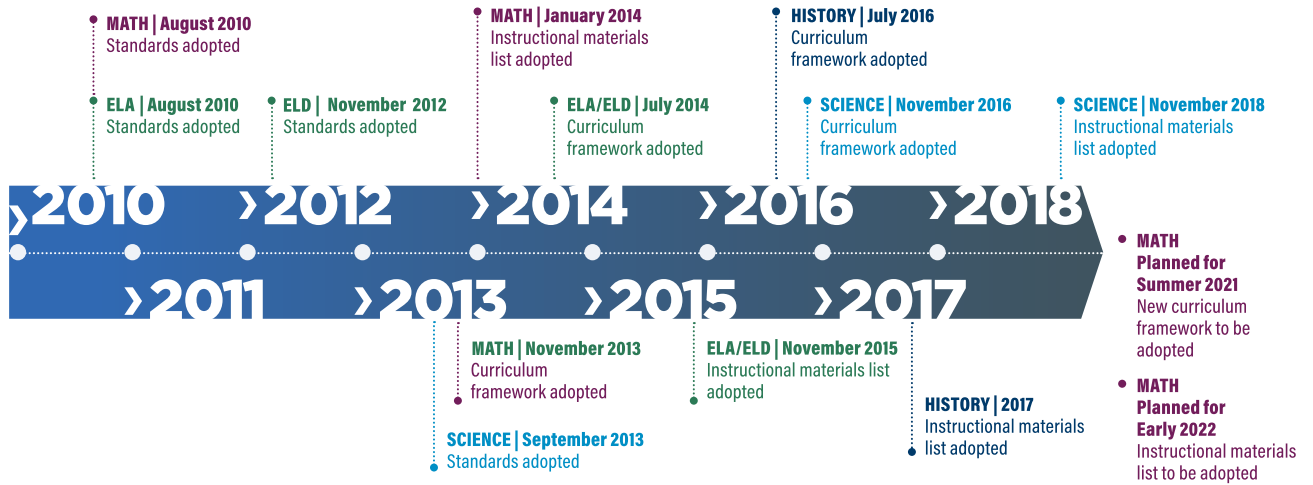 MATH | August 2010
Standards adopted
ELA | August 2010
Standards adopted
ELD | November 2012
Standards adopted
MATH | January 2014
Instructional materials
list adopted
ELA/ELD | July 2014
Curriculum
framework adopted
HISTORY | July 2016
Curriculum
framework adopted
SCIENCE | November 2016
Curriculum
framework adopted
SCIENCE | November 2018
Instructional materials
list adopted
2010
2012
2014
2016
2018
2011
2013
2015
2017
MATH | November 2013
Curriculum
framework adopted
SCIENCE | September 2013
Standards adopted
ELA/ELD | November 2015
Instructional materials list
adopted
HISTORY | 2017
Instructional materials
list adopted
MATH
Planned for
Summer 2021
New curriculum
framework to be
adopted
MATH
Planned for
Early 2022
Instructional materials
list to be adopted